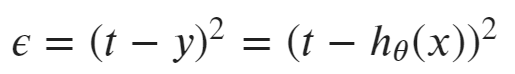 ϵ = (t − y)² = (t − h_θ(x))²